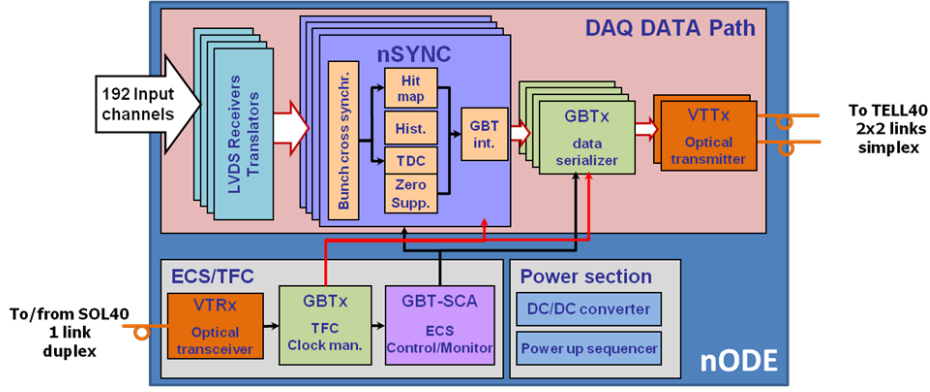 DAQ DATA Path
192 Input
channels
LVDS Receivers
Translators
nSYNC
Bunch cross synchr.
Hit
map
Hist.
TDC
Zero
Supp.
GBT
int.
GBTx
data
serializer
VTTx
Optical
transmitter
To TELL40
2x2 links
simplex
ECS/TFC
To/from SOL40
1 link
duplex
VTRx
Optical
transceiver
GBTx
TFC
Clock man.
GBT-SCA
ECS
Control/Monitor
Power section
DC/DC converter
Power up sequencer
nODE